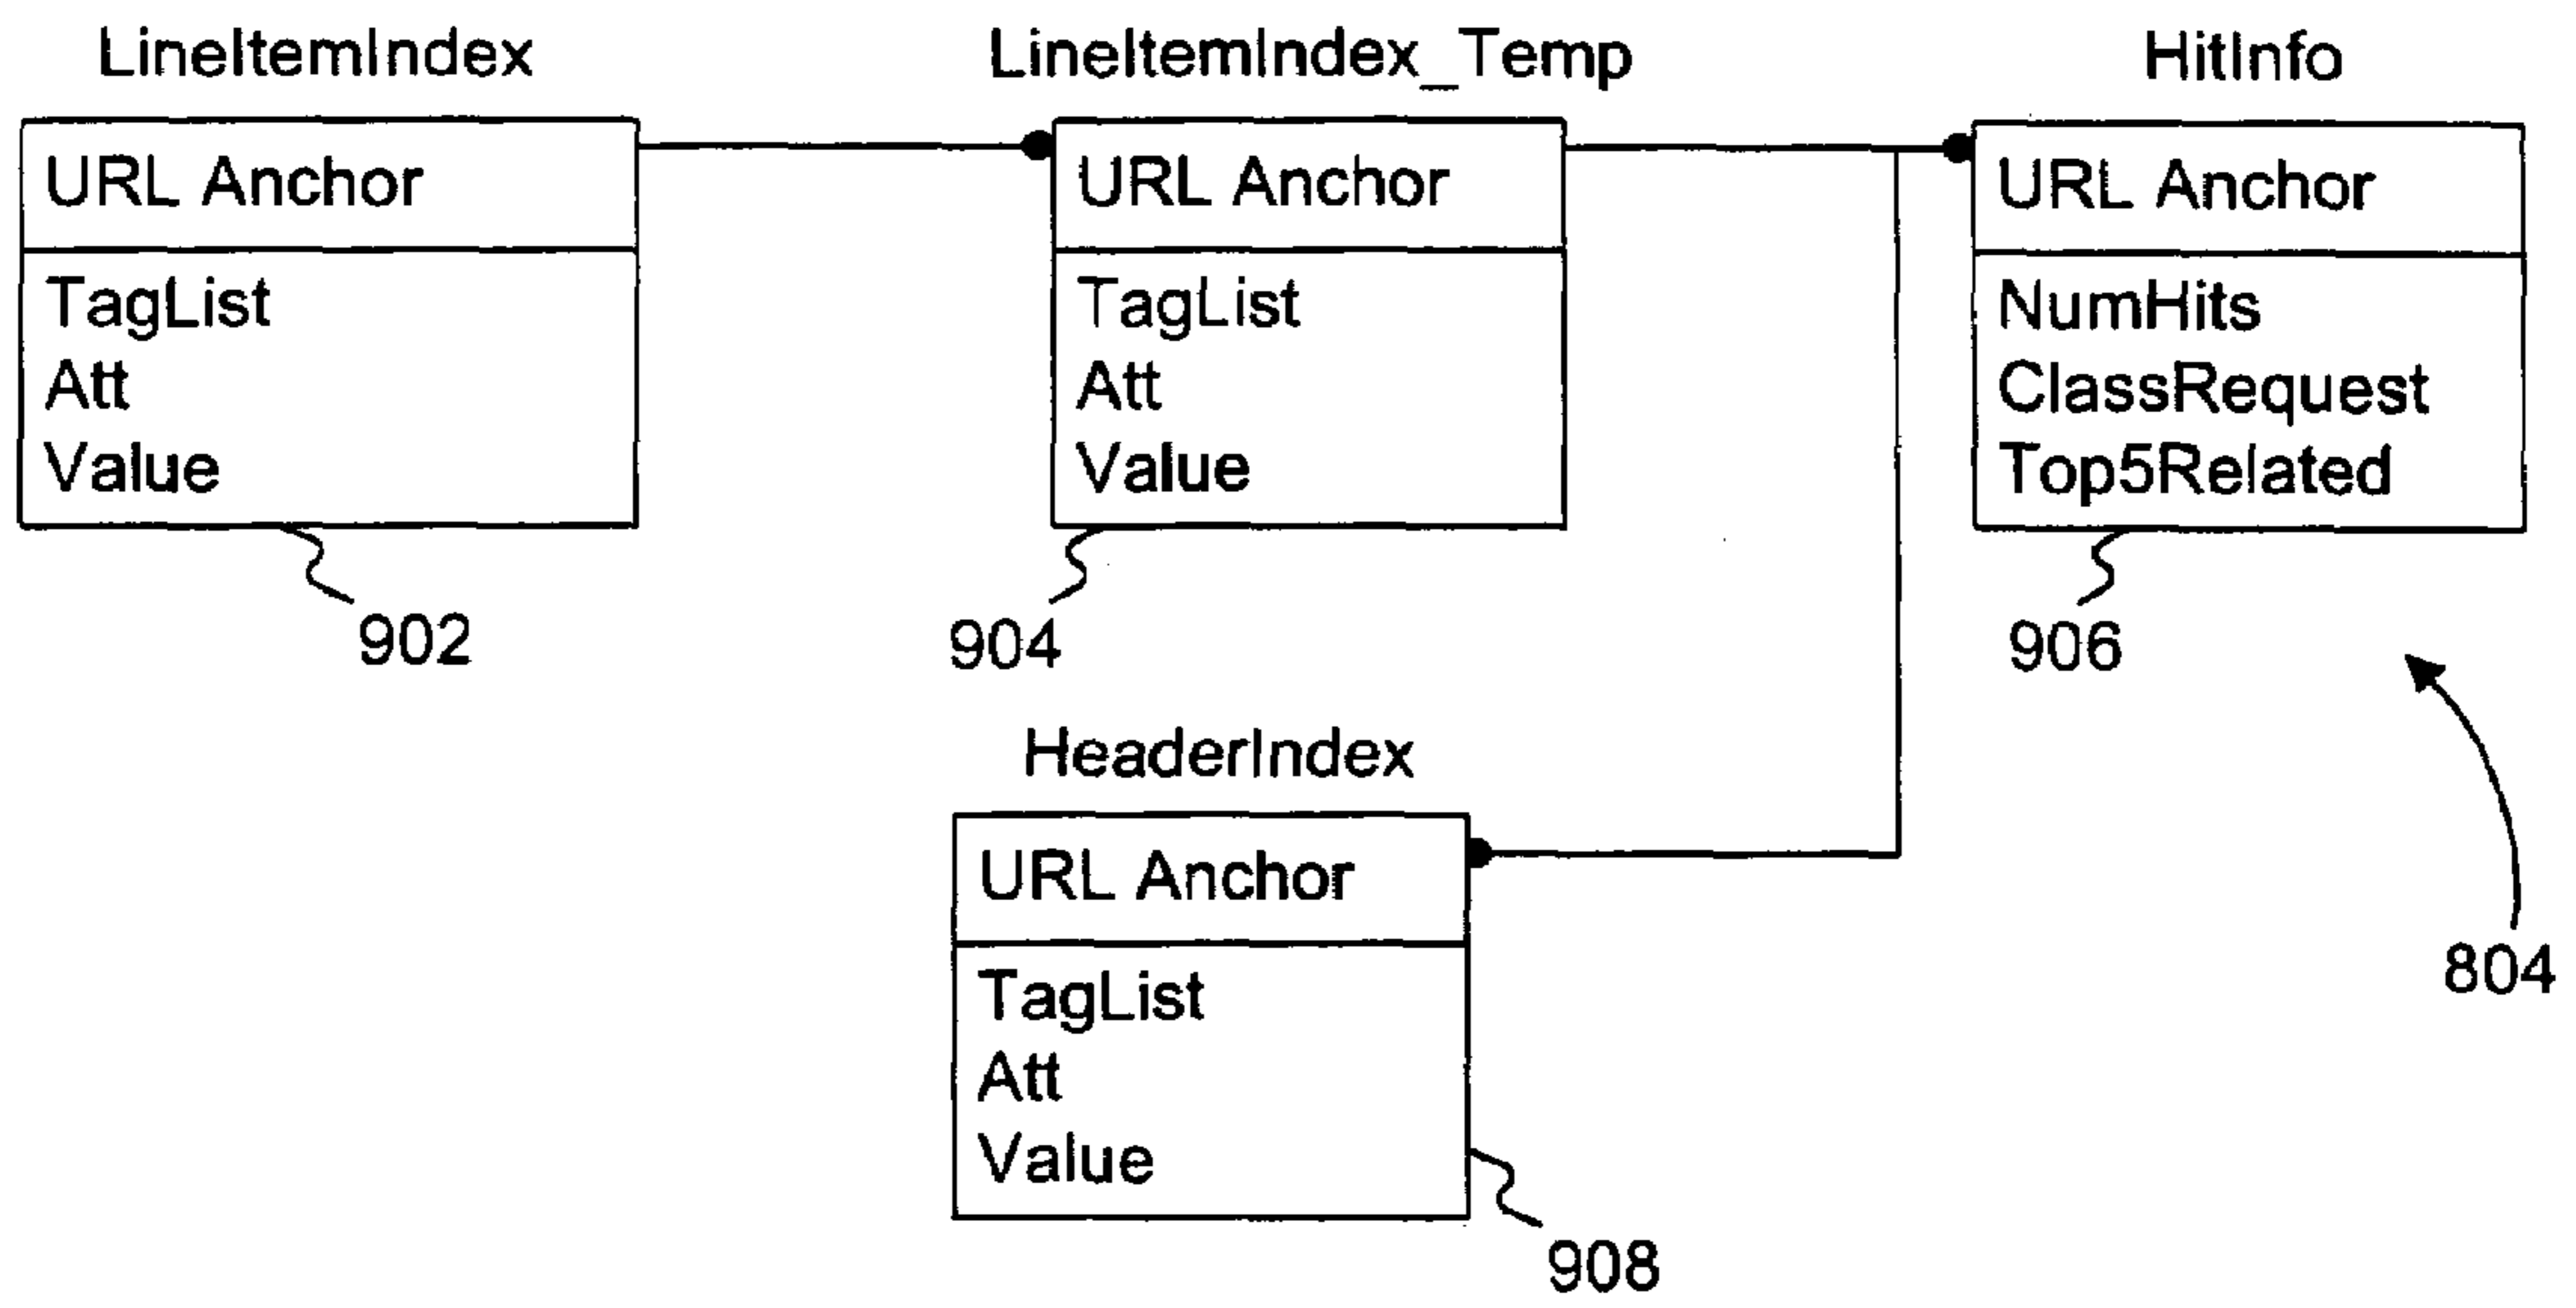 LineItemIndex
URL Anchor
TagList
Att
Value
902
LineItemIndex_Temp
URL Anchor
TagList
Att
Value
904
HitInfo
URL Anchor
NumHits
ClassRequest
Top5Related
906
804
HeaderIndex
URL Anchor
TagList
Att
Value
908